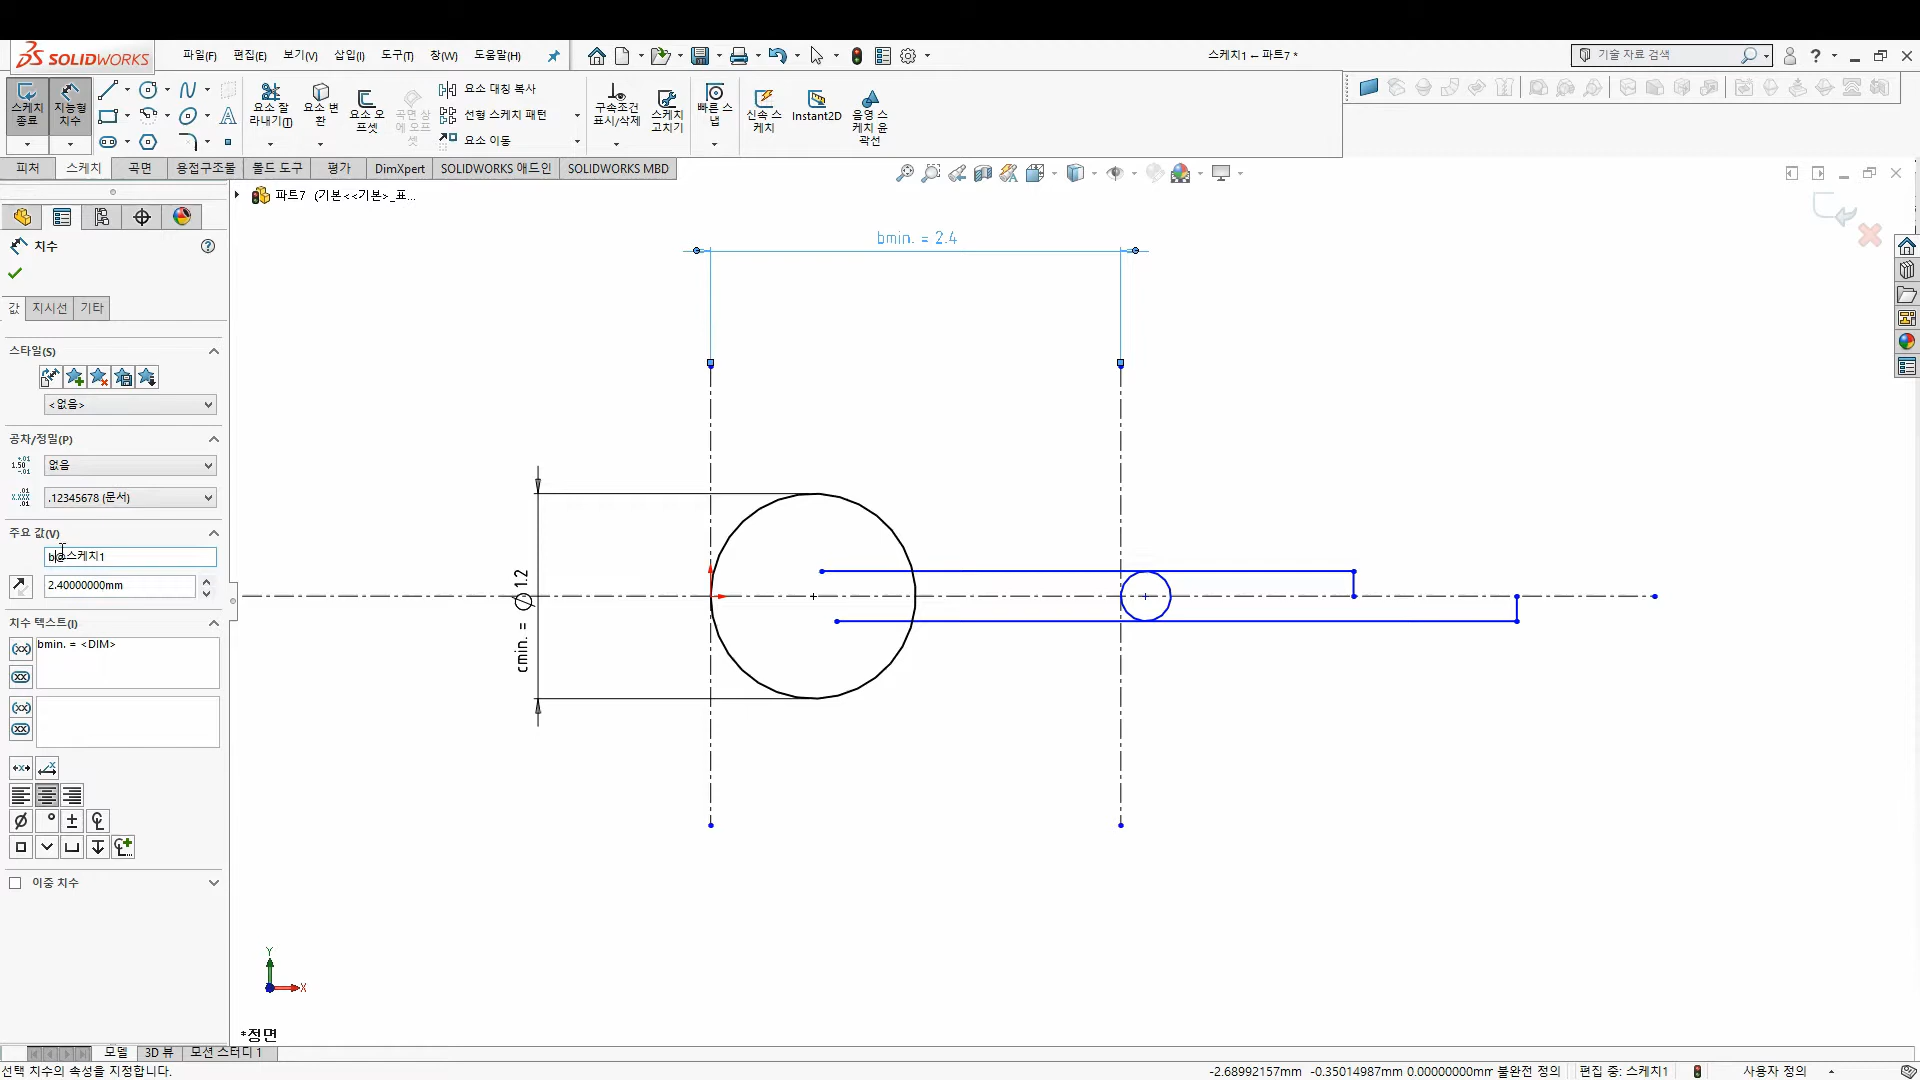 SOLIDWORKS
파일(F)
편집(E)
보기(V)
삽입(I)
도구(T)
창(W)
도움말(H)
스케치1 ← 파트7 *
기술 자료 검색
스케치 종료
지능형 치수
요소 잘라내기(I)
요소 변환
요소 오프셋
곡면 상에 오프셋
요소 대칭 복사
선형 스케치 패턴
요소 이동
구속조건 표시/삭제
스케치 고치기
빠른 스냅
신속 스케치
Instant2D
음영 스케치 윤곽선
피처
스케치
곡면
용접구조물
몰드 도구
평가
DimXpert
SOLIDWORKS 애드인
SOLIDWORKS MBD
파트7 (기본<<기본>_표...
치수
값
지시선
기타
스타일(S)
<없음>
공차/정밀(P)
없음
.12345678 (문서)
주요 값(V)
b@스케치1
2.40000000mm
치수 텍스트(I)
bmin. = <DIM>
이중 치수
bmin. = 2.4
cmin. = ∅1.2
Y
X
*정면
모델
3D 뷰
모션 스터디 1
선택 치수의 속성을 지정합니다.
-2.68992157mm
-0.35014987mm
0.00000000mm
불완전 정의
편집 중: 스케치1
사용자 정의